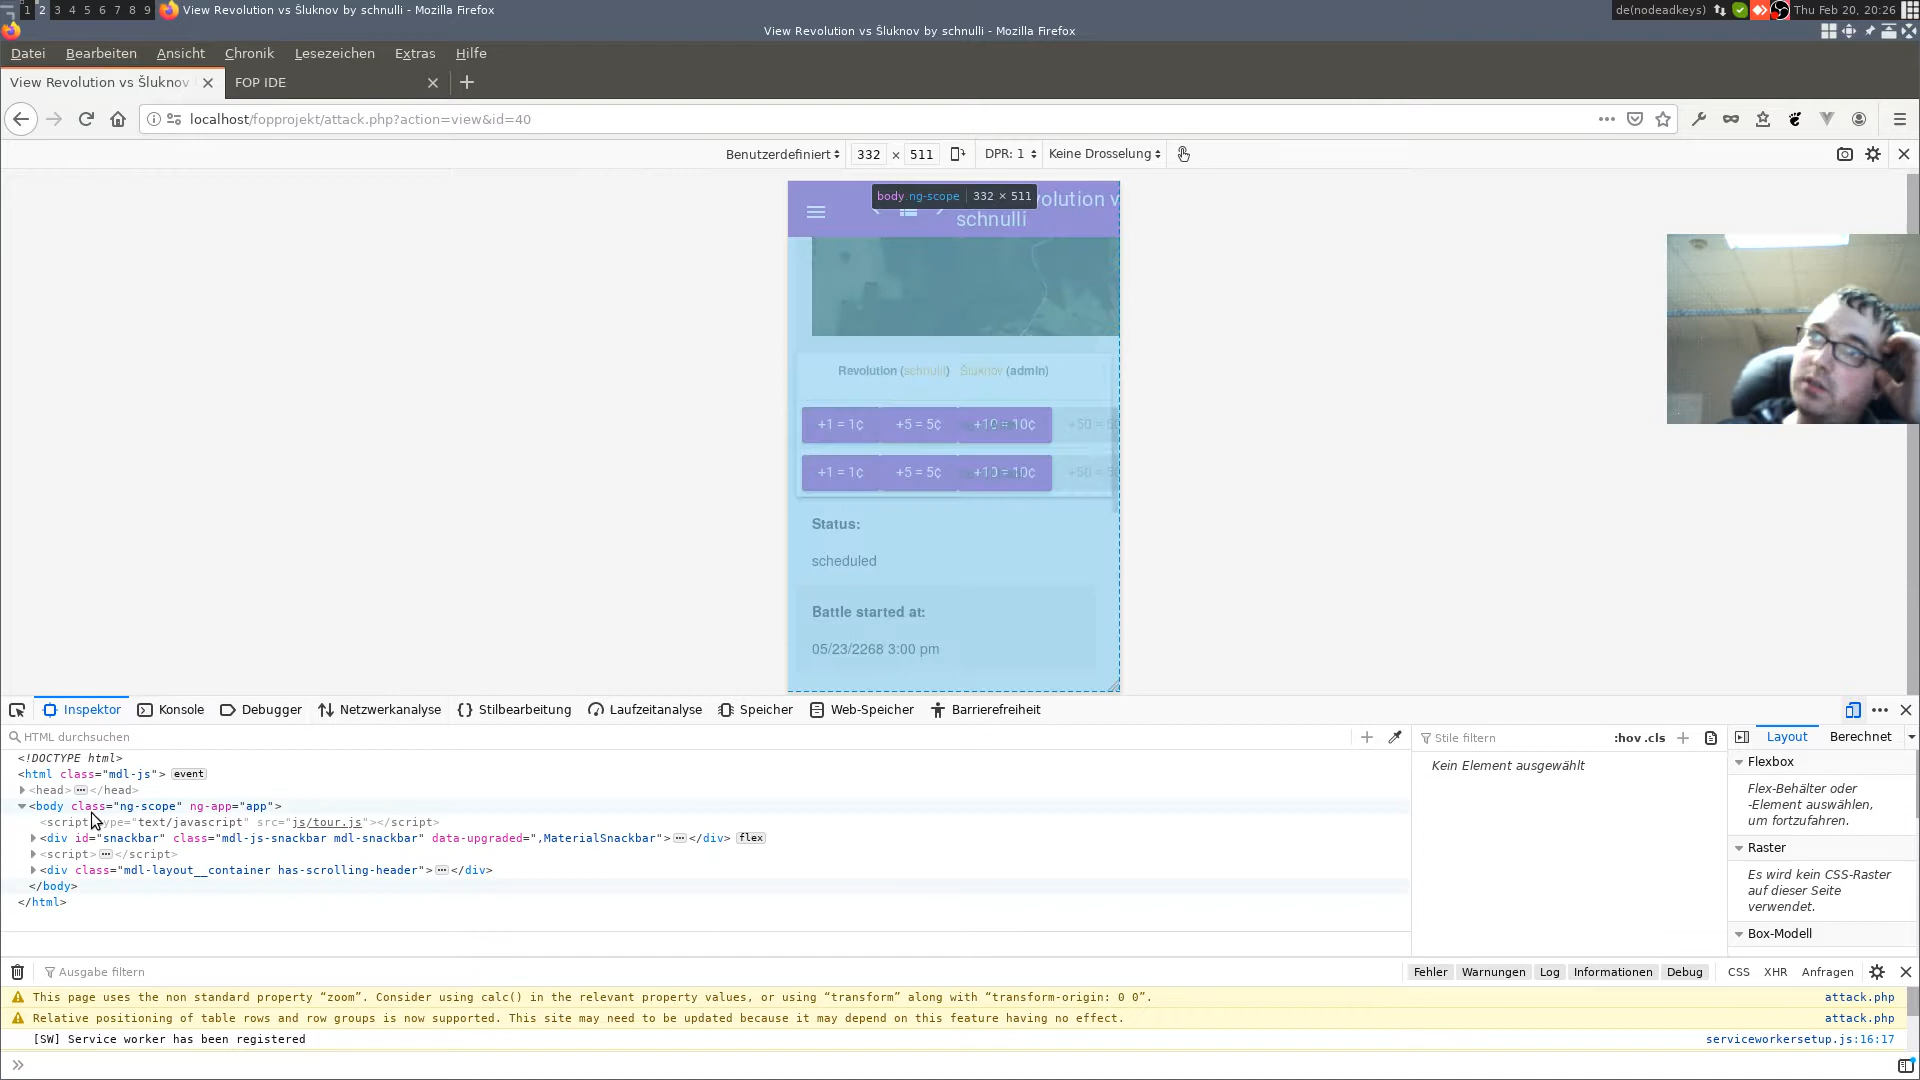 1 2 3 4 5 6 7 8 9 View Revolution vs Šluknov by schnulli - Mozilla Firefox
de(nodeadkeys) Thu Feb 20, 20:26
View Revolution vs Šluknov by schnulli - Mozilla Firefox
Datei Bearbeiten Ansicht Chronik Lesezeichen Extras Hilfe
View Revolution vs Šluknov
FOP IDE
localhost/fopprojekt/attack.php?action=view&id=40
Benutzerdefiniert 332 × 511 DPR: 1 Keine Drosselung
body.ng-scope 332 × 511
volution v
schnulli
Revolution (schnulli) Šluknov (admin)
+1 = 1₵ +5 = 5₵ +10 = 10₵
+1 = 1₵ +5 = 5₵ +10 = 10₵
Status:
scheduled
Battle started at:
05/23/2268 3:00 pm
Inspektor Konsole Debugger Netzwerkanalyse Stilbearbeitung Laufzeitanalyse Speicher Web-Speicher Barrierefreiheit
HTML durchsuchen
<!DOCTYPE html>
<html class="mdl-js"> event
<head> </head>
<body class="ng-scope" ng-app="app">
<script type="text/javascript" src="js/tour.js"></script>
<div id="snackbar" class="mdl-js-snackbar mdl-snackbar" data-upgraded=",MaterialSnackbar"> </div> flex
<script> </script>
<div class="mdl-layout__container has-scrolling-header"> </div>
</body>
</html>
Stile filtern :hov .cls
Kein Element ausgewählt
Layout Berechnet
Flexbox
Flex-Behälter oder
-Element auswählen,
um fortzufahren.
Raster
Es wird kein CSS-Raster
auf dieser Seite
verwendet.
Box-Modell
Ausgabe filtern
Fehler Warnungen Log Informationen Debug CSS XHR Anfragen
This page uses the non standard property “zoom”. Consider using calc() in the relevant property values, or using “transform” along with “transform-origin: 0 0”. attack.php
Relative positioning of table rows and row groups is now supported. This site may need to be updated because it may depend on this feature having no effect. attack.php
[SW] Service worker has been registered serviceworkersetup.js:16:17